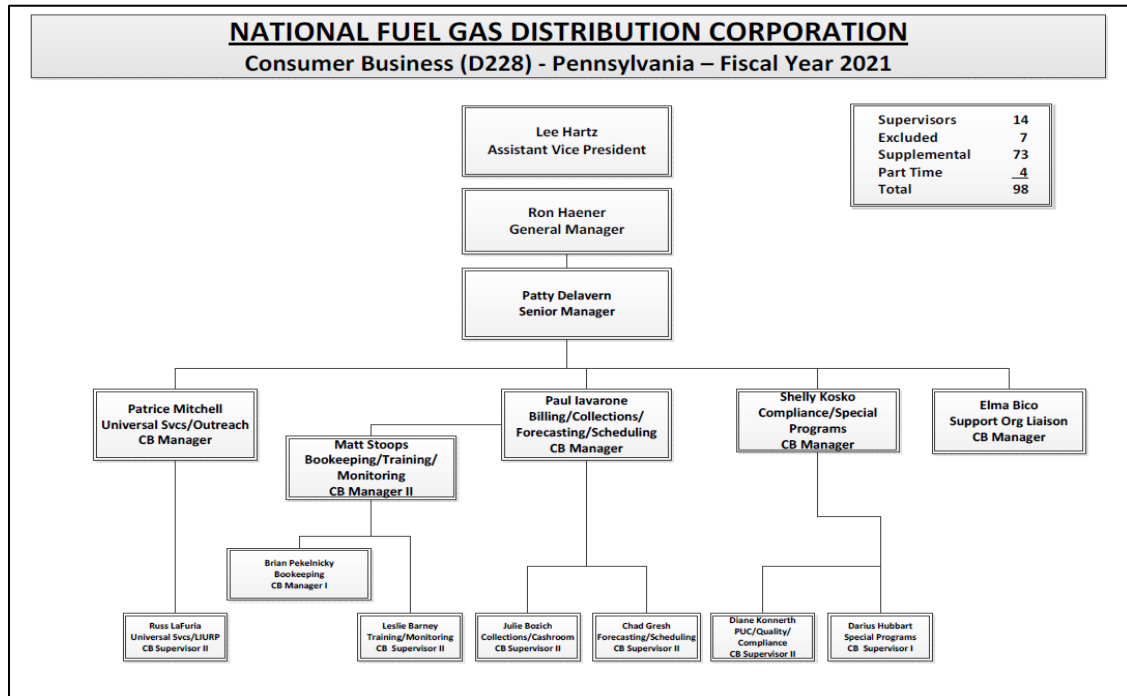 NATIONAL FUEL GAS DISTRIBUTION CORPORATION
Consumer Business (D228) - Pennsylvania – Fiscal Year 2021
Lee Hartz
Assistant Vice President
Supervisors 14
Excluded 7
Supplemental 73
Part Time 4
Total 98
Ron Haener
General Manager
Patty Delavern
Senior Manager
Patrice Mitchell
Universal Svcs/Outreach
CB Manager
Matt Stoops
Bookeeping/Training/
Monitoring
CB Manager II
Paul Iavarone
Billing/Collections/
Forecasting/Scheduling
CB Manager
Shelly Kosko
Compliance/Special
Programs
CB Manager
Elma Bico
Support Org Liaison
CB Manager
Brian Pekelnicky
Bookeeping
CB Manager I
Russ LaFuria
Universal Svcs/LIURP
CB Supervisor II
Leslie Barney
Training/Monitoring
CB Supervisor II
Julie Bozich
Collections/Cashroom
CB Supervisor II
Chad Gresh
Forecasting/Scheduling
CB Supervisor II
Diane Konnerth
PUC/Quality/
Compliance
CB Supervisor II
Darius Hubbart
Special Programs
CB Supervisor I